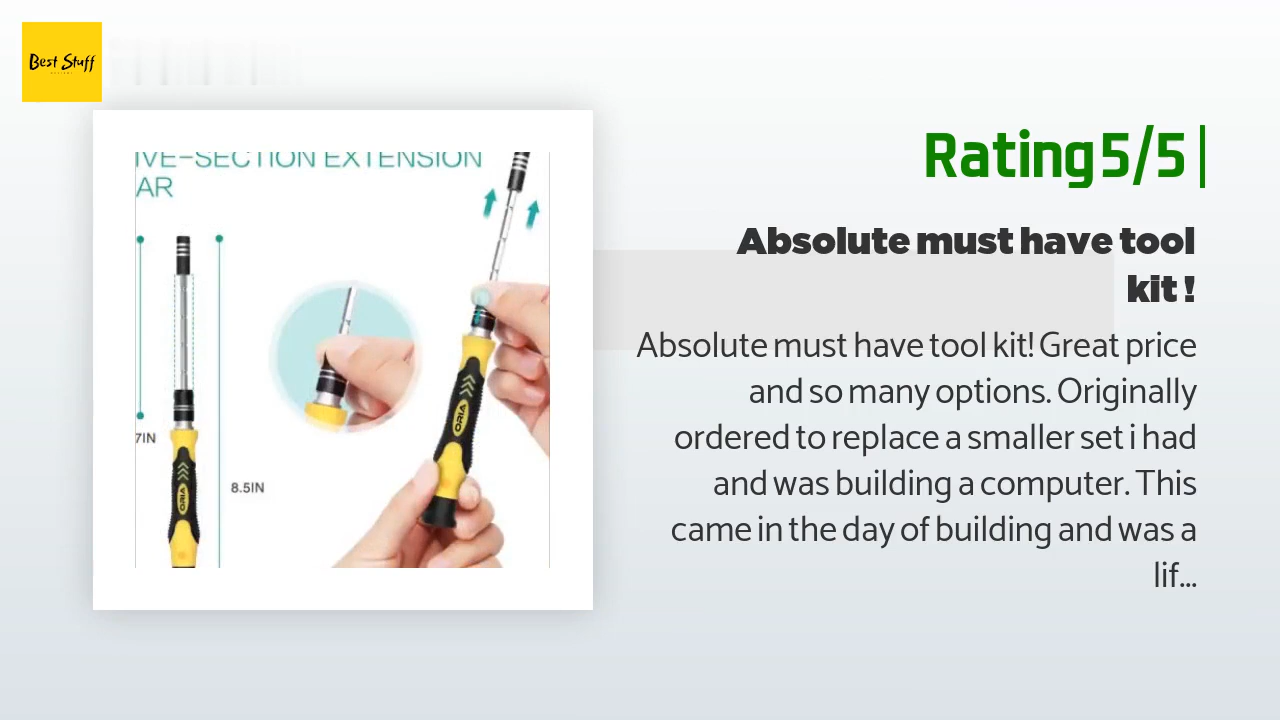 Best Stuff
IVE-SECTION EXTENSION
AR
7IN
8.5IN
ORIA
ORIA
Rating 5/5 |
Absolute must have tool
kit !
Absolute must have tool kit! Great price
and so many options. Originally
ordered to replace a smaller set i had
and was building a computer. This
came in the day of building and was a
lif...